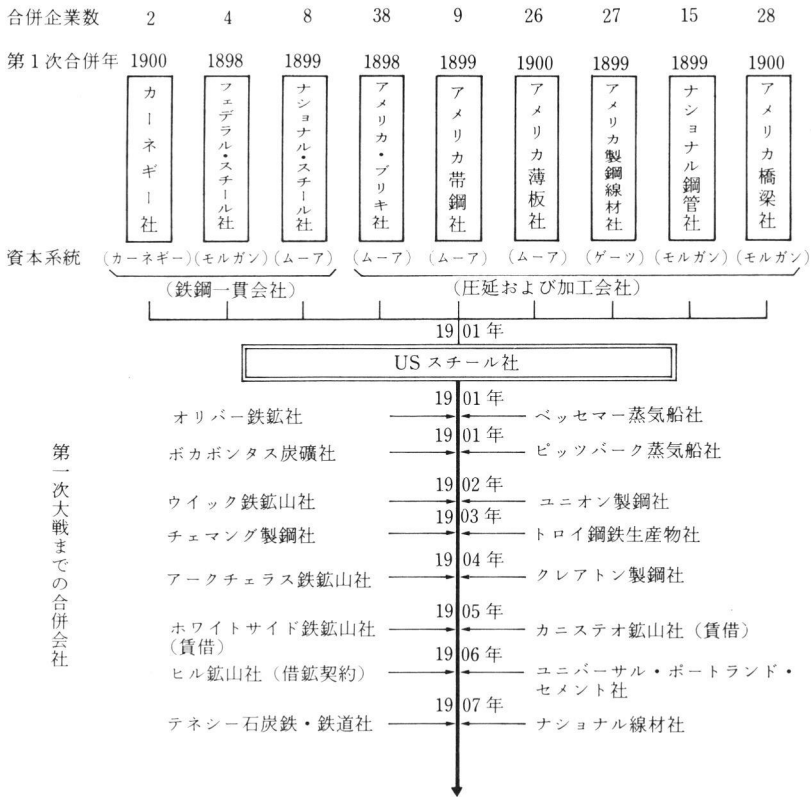 合併企業数 2 4 8 38 9 26 27 15 28
第1次合併年 1900 1898 1899 1898 1899 1900 1899 1899 1900
カーネギー社
フェデラル・スチール社
ナショナル・スチール社
アメリカ・ブリキ社
アメリカ帯鋼社
アメリカ薄板社
アメリカ製鋼線材社
ナショナル鋼管社
アメリカ橋梁社
資本系統 (カーネギー) (モルガン) (ムーア) (ムーア) (ムーア) (ムーア) (ゲーツ) (モルガン) (モルガン)
(鉄鋼一貫会社) (圧延および加工会社)
1901年
USスチール社
第一次大戦までの合併会社
1901年
オリバー鉄鉱社 ベッセマー蒸気船社
1901年
ボカボンタス炭礦社 ピッツバーク蒸気船社
1902年
ウイック鉄鉱山社 ユニオン製鋼社
1903年
チェマング製鋼社 トロイ鋼鉄生産物社
1904年
アークチェラス鉄鉱山社 クレアトン製鋼社
1905年
ホワイトサイド鉄鉱山社 カニステオ鉱山社(賃借)
(賃借)
1906年
ヒル鉱山社(借鉱契約) ユニバーサル・ポートランド・
セメント社
1907年
テネシー石炭鉄・鉄道社 ナショナル線材社